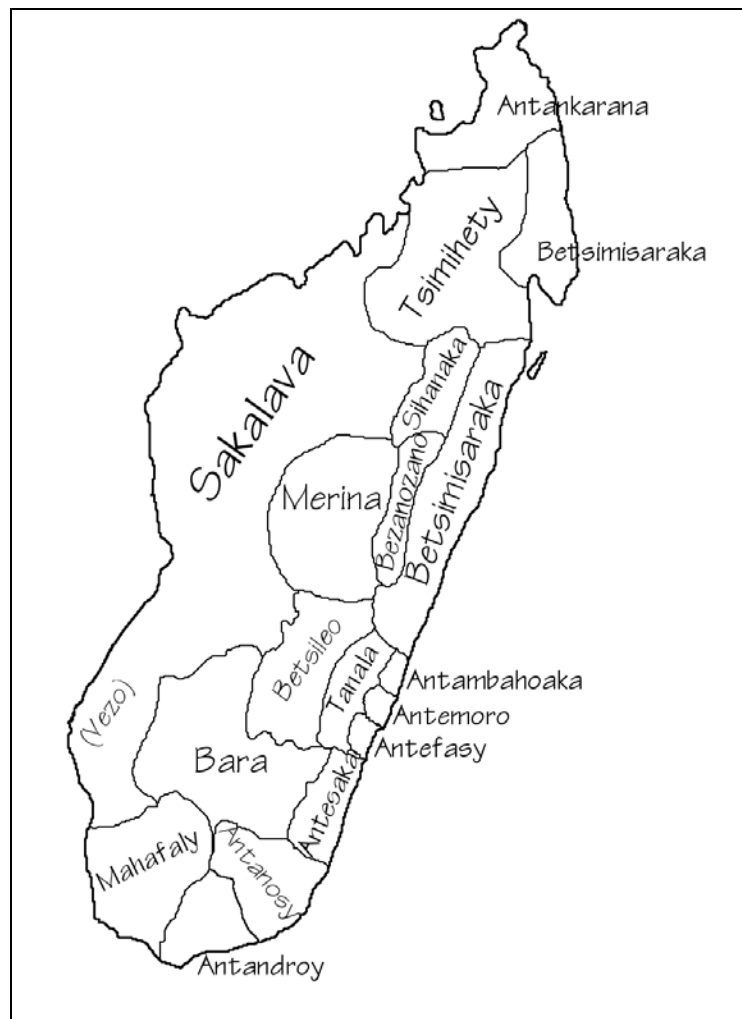 Antankarana
Betsimisaraka
Tsimihety
Sihanaka
Sakalava
Betsimisaraka
Bezanozano
Merina
Betsileo
Tanala
Antambahoaka
(Vezo)
Antemoro
Antefasy
Bara
Antesaka
Mahafaly
Antanosy
Antandroy